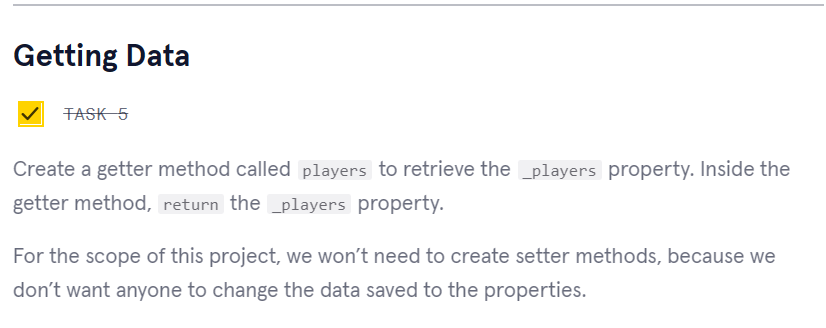 Getting Data
TASK 5
Create a getter method called players to retrieve the _players property. Inside the
getter method, return the _players property.
For the scope of this project, we won’t need to create setter methods, because we
don’t want anyone to change the data saved to the properties.